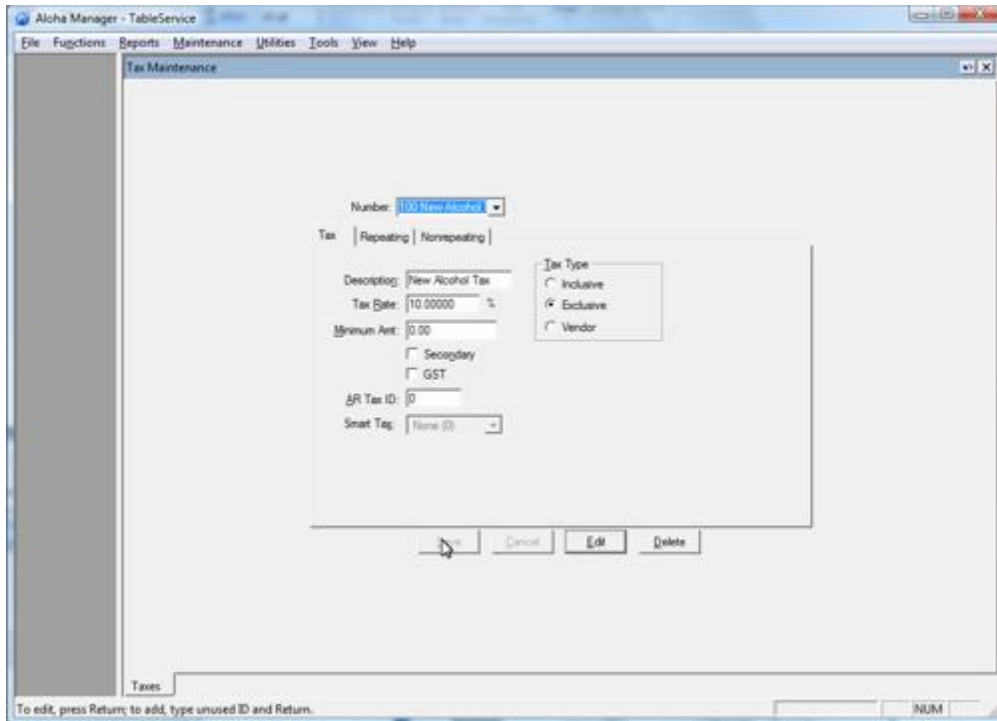 Aloha Manager - TableService
File Functions Reports Maintenance Utilities Tools View Help
Tax Maintenance
Number: 100 New Alcohol
Tax Repeating Nonrepeating
Description: New Alcohol Tax
Tax Rate: 10.00000 %
Minimum Amt: 0.00
Secondary
GST
AR Tax ID: 0
Smart Tag: None (0)
Tax Type
Inclusive
Exclusive
Vendor
Cancel Edit Delete
Taxes
To edit, press Return; to add, type unused ID and Return.
NUM